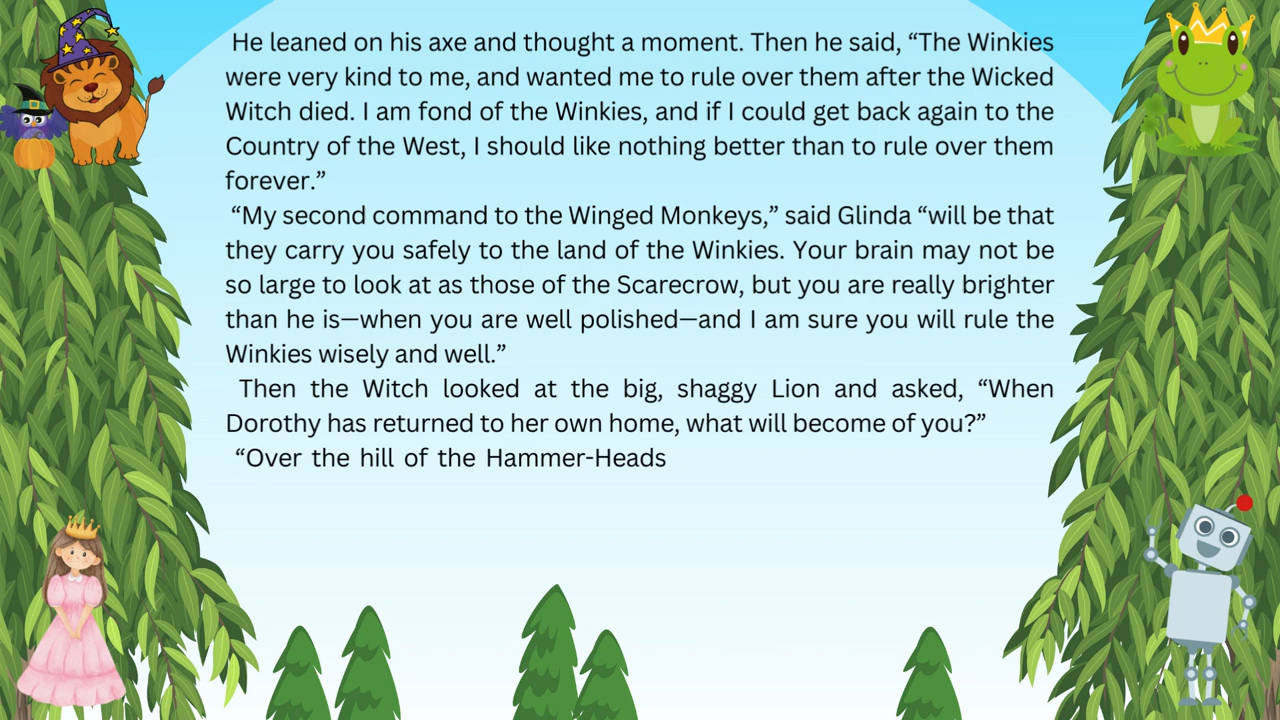 He leaned on his axe and thought a moment. Then he said, “The Winkies
were very kind to me, and wanted me to rule over them after the Wicked
Witch died. I am fond of the Winkies, and if I could get back again to the
Country of the West, I should like nothing better than to rule over them
forever.”
“My second command to the Winged Monkeys,” said Glinda “will be that
they carry you safely to the land of the Winkies. Your brain may not be
so large to look at as those of the Scarecrow, but you are really brighter
than he is—when you are well polished—and I am sure you will rule the
Winkies wisely and well.”
Then the Witch looked at the big, shaggy Lion and asked, “When
Dorothy has returned to her own home, what will become of you?”
“Over the hill of the Hammer-Heads